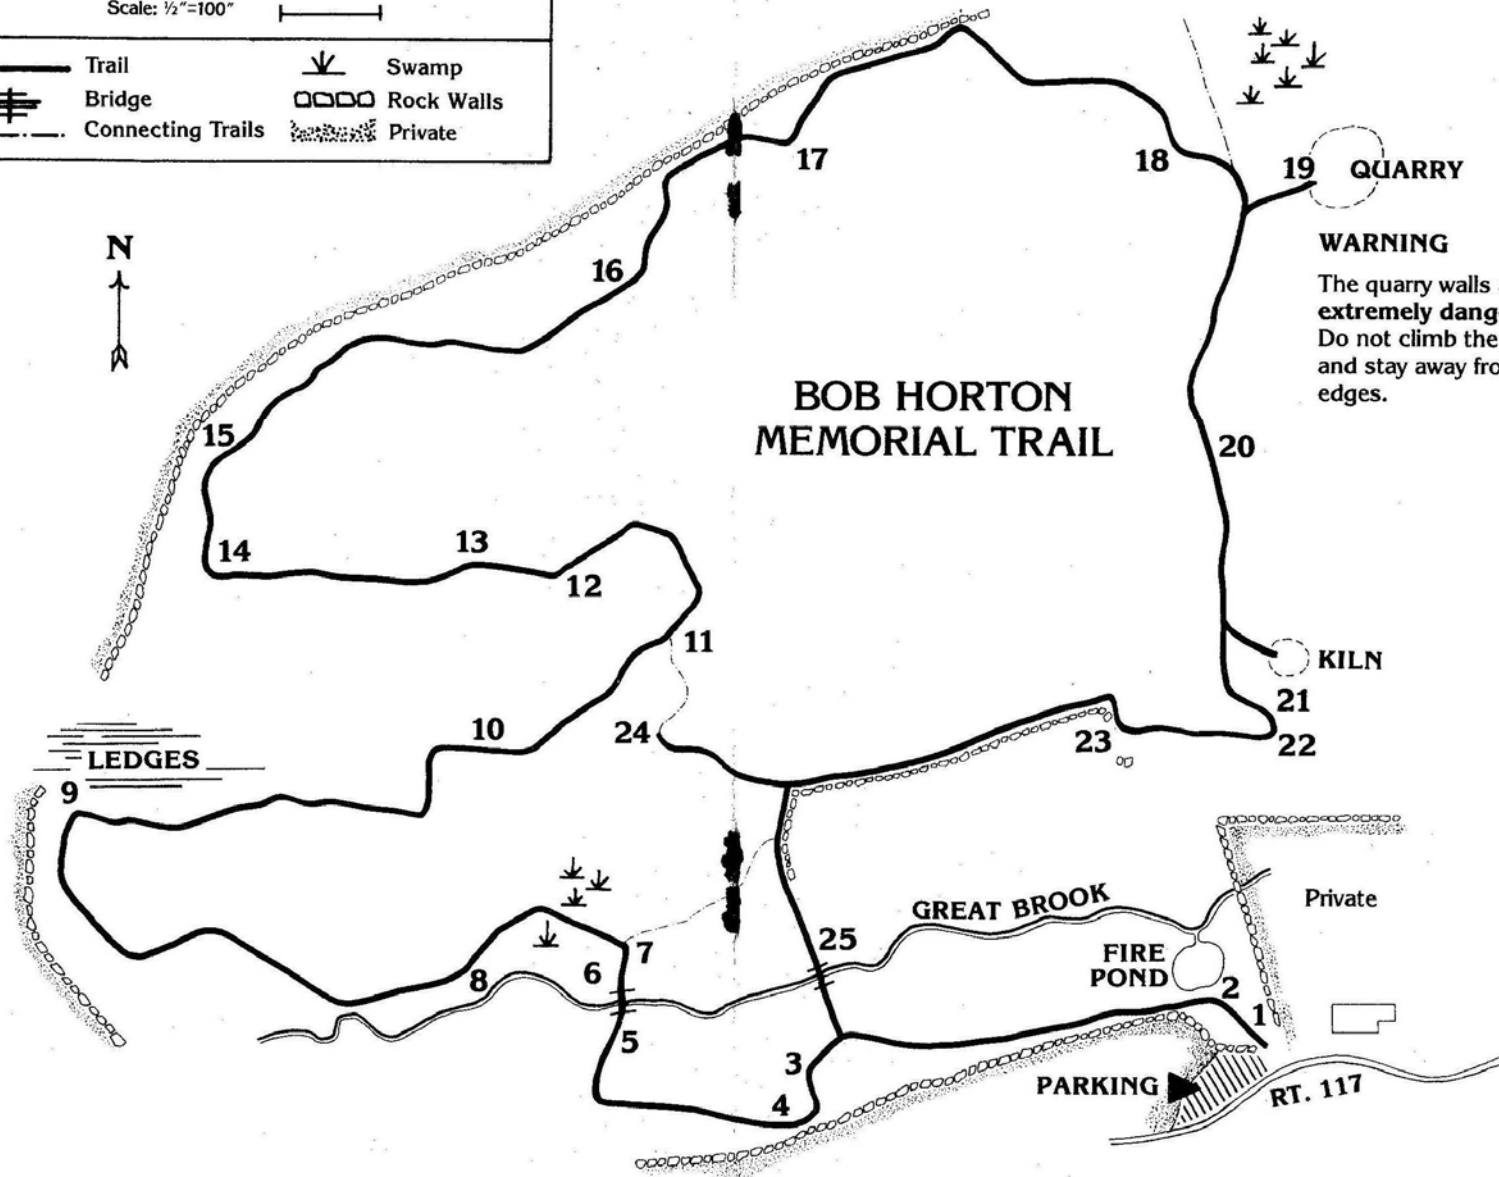 Scale: ½"=100"
Trail
Swamp
Bridge
Rock Walls
Connecting Trails
Private
N
17
18
19
QUARRY
WARNING
The quarry walls
extremely dang
Do not climb the
and stay away fro
edges.
16
BOB HORTON
MEMORIAL TRAIL
15
20
14
13
12
11
KILN
21
10
24
23
22
LEDGES
9
Private
GREAT BROOK
25
7
6
8
FIRE
POND
2
1
5
3
4
PARKING
RT. 117